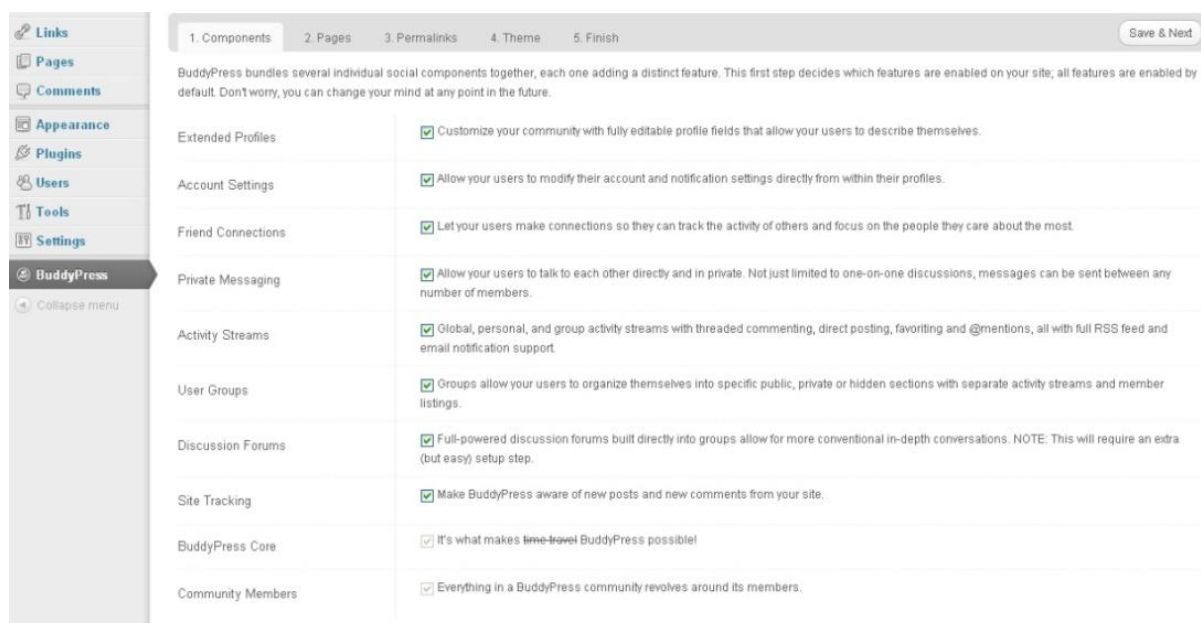 Links
Pages
Comments
Appearance
Plugins
Users
Tools
Settings
BuddyPress
Collapse menu
1. Components 2. Pages 3. Permalinks 4. Theme 5. Finish
Save & Next
BuddyPress bundles several individual social components together, each one adding a distinct feature. This first step decides which features are enabled on your site; all features are enabled by
default. Don't worry, you can change your mind at any point in the future.
Extended Profiles
Customize your community with fully editable profile fields that allow your users to describe themselves.
Account Settings
Allow your users to modify their account and notification settings directly from within their profiles.
Friend Connections
Let your users make connections so they can track the activity of others and focus on the people they care about the most.
Private Messaging
Allow your users to talk to each other directly and in private. Not just limited to one-on-one discussions, messages can be sent between any
number of members.
Activity Streams
Global, personal, and group activity streams with threaded commenting, direct posting, favoriting and @mentions, all with full RSS feed and
email notification support.
User Groups
Groups allow your users to organize themselves into specific public, private or hidden sections with separate activity streams and member
listings.
Discussion Forums
Full-powered discussion forums built directly into groups allow for more conventional in-depth conversations. NOTE: This will require an extra
(but easy) setup step.
Site Tracking
Make BuddyPress aware of new posts and new comments from your site.
BuddyPress Core
It's what makes time travel BuddyPress possible!
Community Members
Everything in a BuddyPress community revolves around its members.